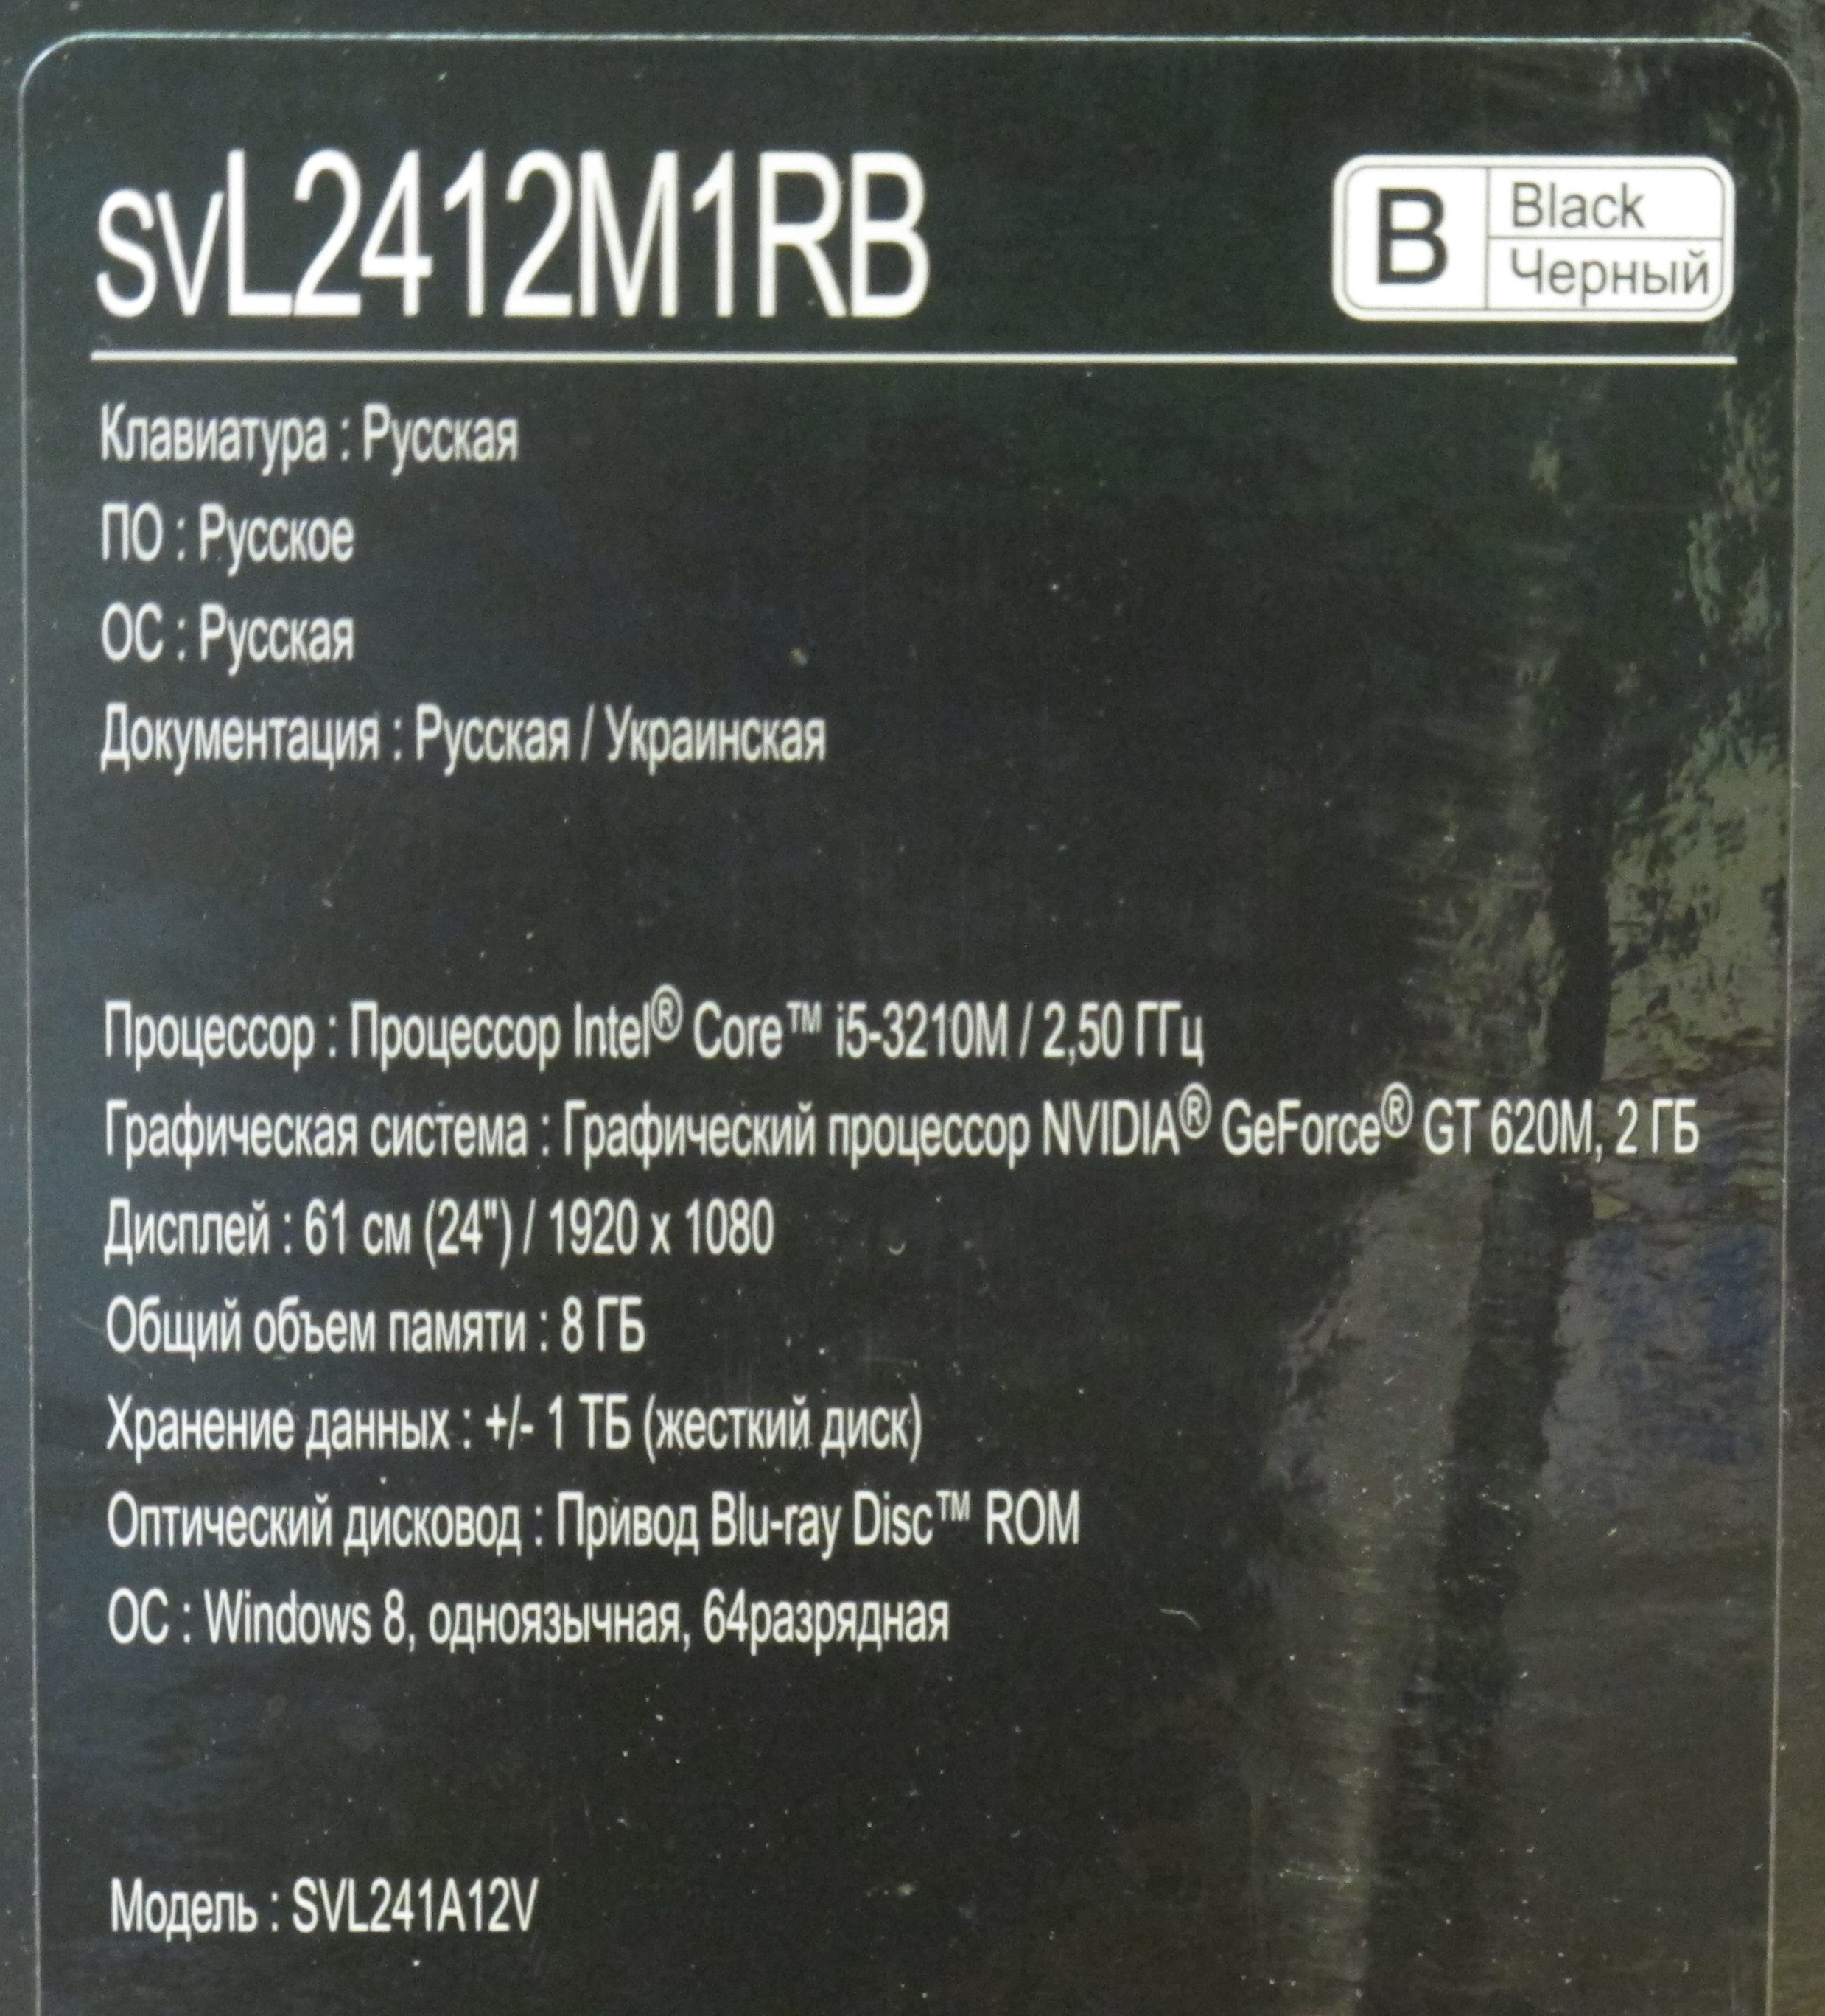 SVL2412M1RB
B
Black
Черный
Клавиатура : Русская
ПО : Русское
ОС : Русская
Документация : Русская / Украинская
Процессор : Процессор Intel® Core™ i5-3210M / 2,50 ГГц
Графическая система : Графический процессор NVIDIA® GeForce® GT 620M, 2 ГБ
Дисплей : 61 см (24") / 1920 x 1080
Общий объем памяти : 8 ГБ
Хранение данных : +/- 1 ТБ (жесткий диск)
Оптический дисковод : Привод Blu-ray Disc™ ROM
ОС : Windows 8, одноязычная, 64разрядная
Модель : SVL241A12V